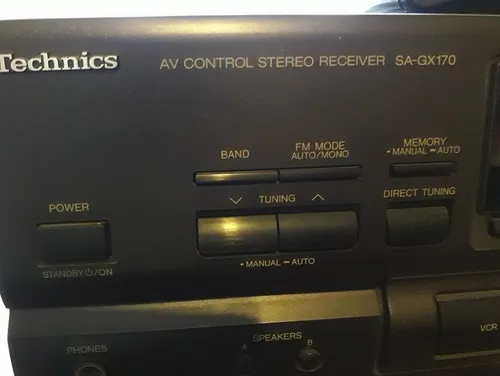 Technics
AV CONTROL STEREO RECEIVER SA-GX170
BAND
FM MODE
AUTO/MONO
MEMORY
• MANUAL ━ AUTO
∨ TUNING ∧
DIRECT TUNING
POWER
STANDBY ⏻/ON
• MANUAL ━ AUTO
SPEAKERS
A B
PHONES
VCR